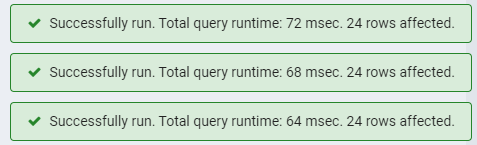 Successfully run. Total query runtime: 72 msec. 24 rows affected.
Successfully run. Total query runtime: 68 msec. 24 rows affected.
Successfully run. Total query runtime: 64 msec. 24 rows affected.